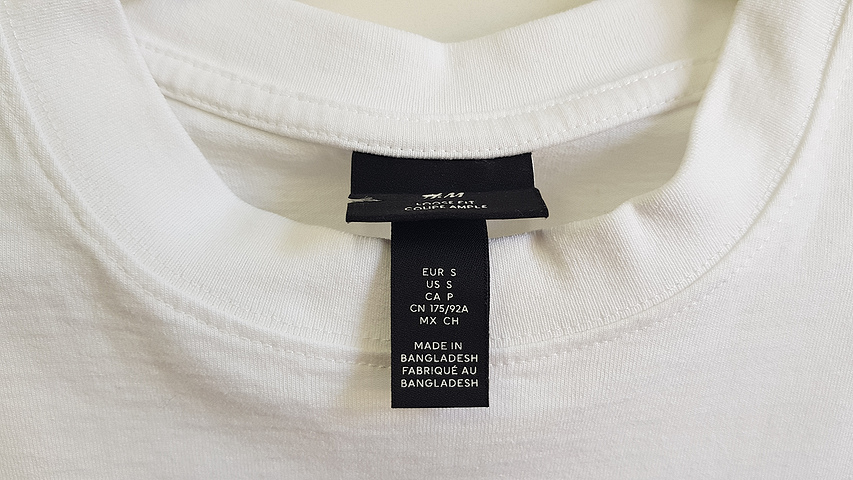 H&M
LOOSE FIT
COUPE AMPLE
EUR S
US S
CA P
CN 175/92A
MX CH
MADE IN
BANGLADESH
FABRIQUÉ AU
BANGLADESH